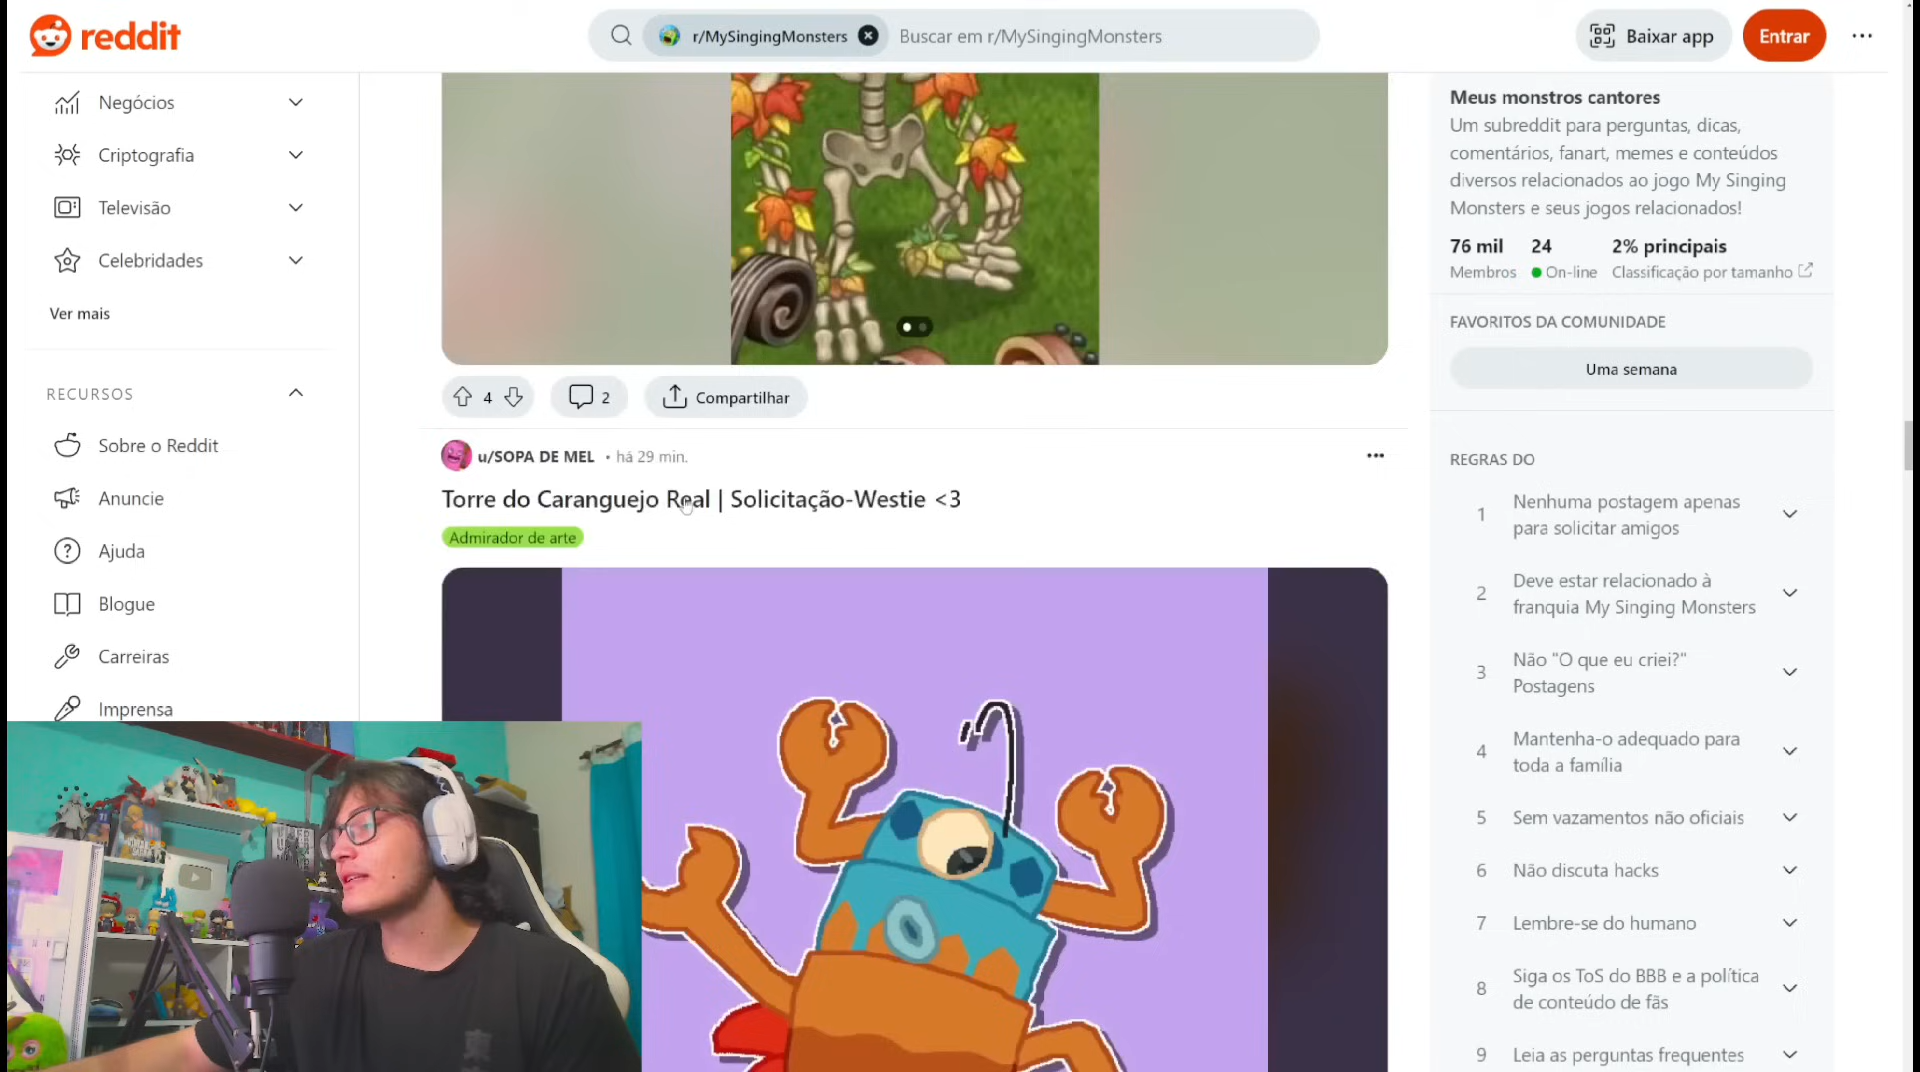 reddit
r/MySingingMonsters
Buscar em r/MySingingMonsters
Baixar app
Entrar
Negócios
Criptografia
Televisão
Celebridades
Ver mais
RECURSOS
Sobre o Reddit
Anuncie
Ajuda
Blogue
Carreiras
Imprensa
4
2
Compartilhar
u/SOPA DE MEL • há 29 min.
Torre do Caranguejo Real | Solicitação-Westie <3
Admirador de arte
Meus monstros cantores
Um subreddit para perguntas, dicas,
comentários, fanart, memes e conteúdos
diversos relacionados ao jogo My Singing
Monsters e seus jogos relacionados!
76 mil 24 2% principais
Membros On-line Classificação por tamanho
FAVORITOS DA COMUNIDADE
Uma semana
REGRAS DO
1 Nenhuma postagem apenas
para solicitar amigos
2 Deve estar relacionado à
franquia My Singing Monsters
3 Não "O que eu criei?"
Postagens
4 Mantenha-o adequado para
toda a família
5 Sem vazamentos não oficiais
6 Não discuta hacks
7 Lembre-se do humano
8 Siga os ToS do BBB e a política
de conteúdo de fãs
9 Leia as perguntas frequentes